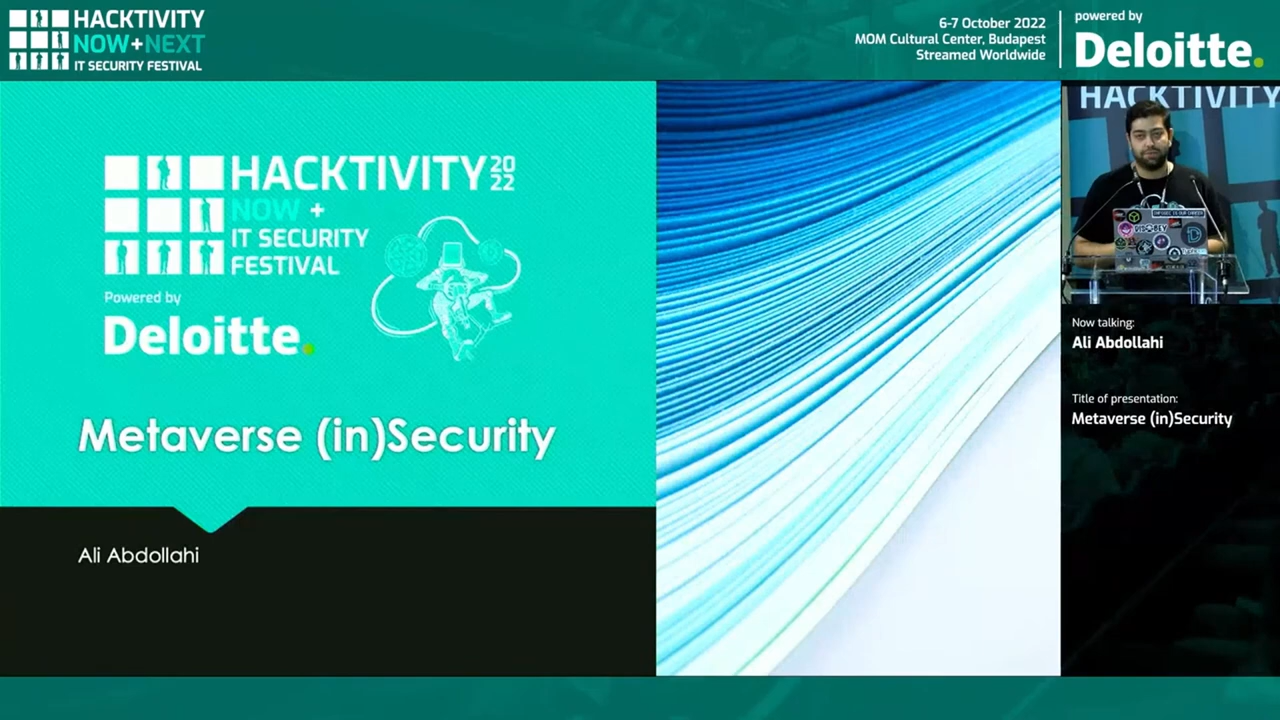 HACKTIVITY
NOW+NEXT
IT SECURITY FESTIVAL
6-7 October 2022
MOM Cultural Center, Budapest
Streamed Worldwide
powered by
Deloitte.
HACKTIVITY 20
22
NOW +
IT SECURITY
FESTIVAL
Powered by
Deloitte.
Metaverse (in)Security
Ali Abdollahi
HACKTIVITY
Now talking:
Ali Abdollahi
Title of presentation:
Metaverse (in)Security